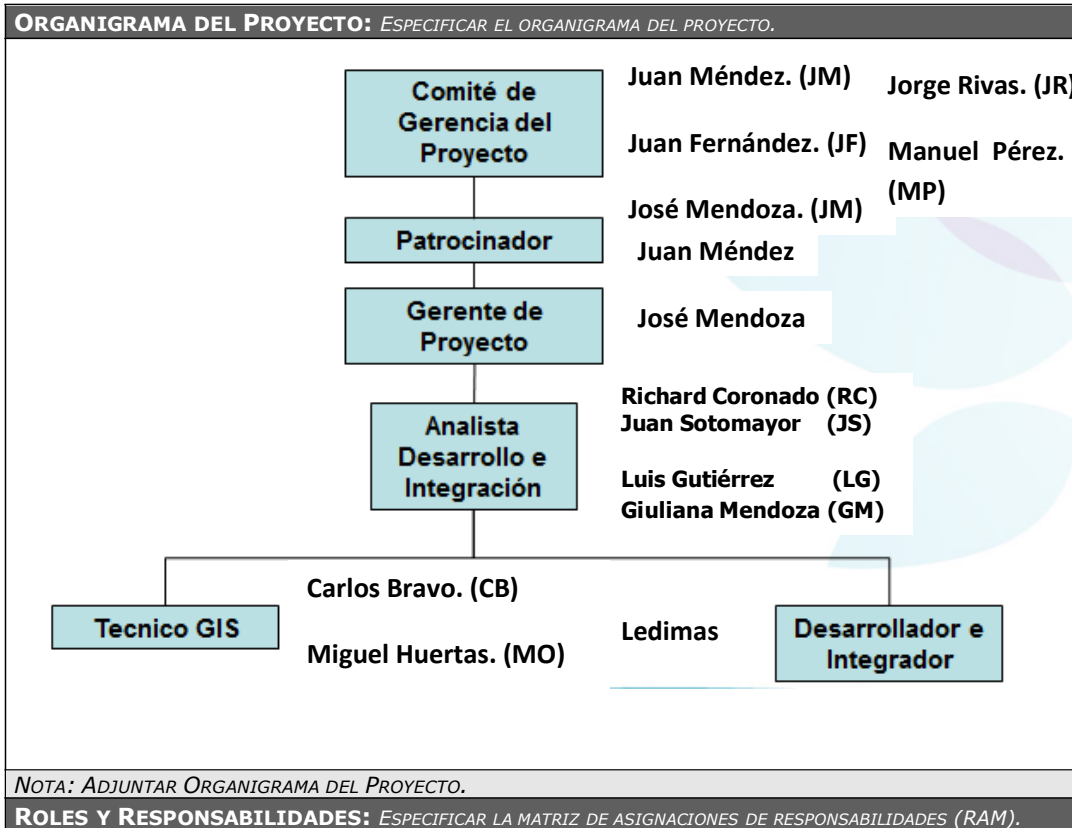 ORGANIGRAMA DEL PROYECTO: ESPECIFICAR EL ORGANIGRAMA DEL PROYECTO.
Comité de
Gerencia del
Proyecto
Juan Méndez. (JM)
Jorge Rivas. (JR)
Juan Fernández. (JF)
Manuel Pérez.
(MP)
José Mendoza. (JM)
Patrocinador
Juan Méndez
Gerente de
Proyecto
José Mendoza
Analista
Desarrollo e
Integración
Richard Coronado (RC)
Juan Sotomayor (JS)
Luis Gutiérrez (LG)
Giuliana Mendoza (GM)
Tecnico GIS
Carlos Bravo. (CB)
Miguel Huertas. (MO)
Ledimas
Desarrollador e
Integrador
NOTA: ADJUNTAR ORGANIGRAMA DEL PROYECTO.
ROLES Y RESPONSABILIDADES: ESPECIFICAR LA MATRIZ DE ASIGNACIONES DE RESPONSABILIDADES (RAM).